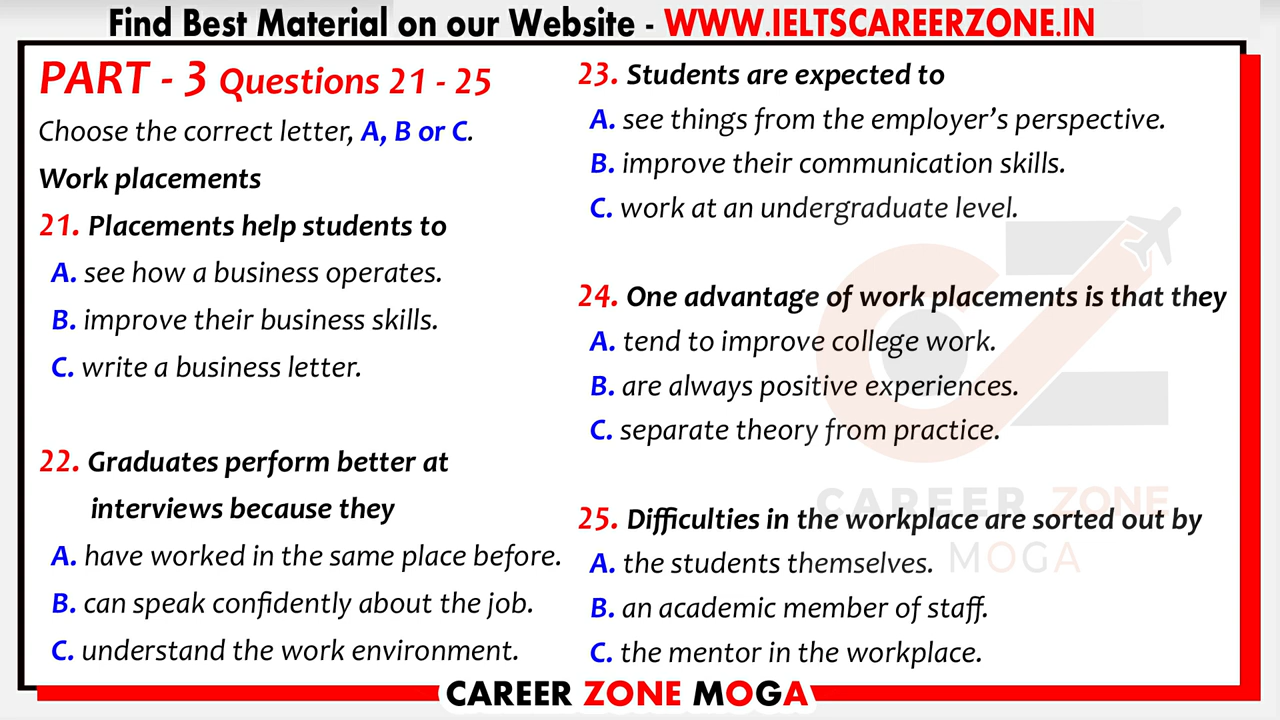 Find Best Material on our Website - WWW.IELTSCAREERZONE.IN
PART - 3 Questions 21 - 25
Choose the correct letter, A, B or C.
Work placements
21. Placements help students to
A. see how a business operates.
B. improve their business skills.
C. write a business letter.
22. Graduates perform better at
interviews because they
A. have worked in the same place before.
B. can speak confidently about the job.
C. understand the work environment.
23. Students are expected to
A. see things from the employer’s perspective.
B. improve their communication skills.
C. work at an undergraduate level.
24. One advantage of work placements is that they
A. tend to improve college work.
B. are always positive experiences.
C. separate theory from practice.
25. Difficulties in the workplace are sorted out by
A. the students themselves.
B. an academic member of staff.
C. the mentor in the workplace.
CAREER ZONE
MOGA
CAREER ZONE MOGA